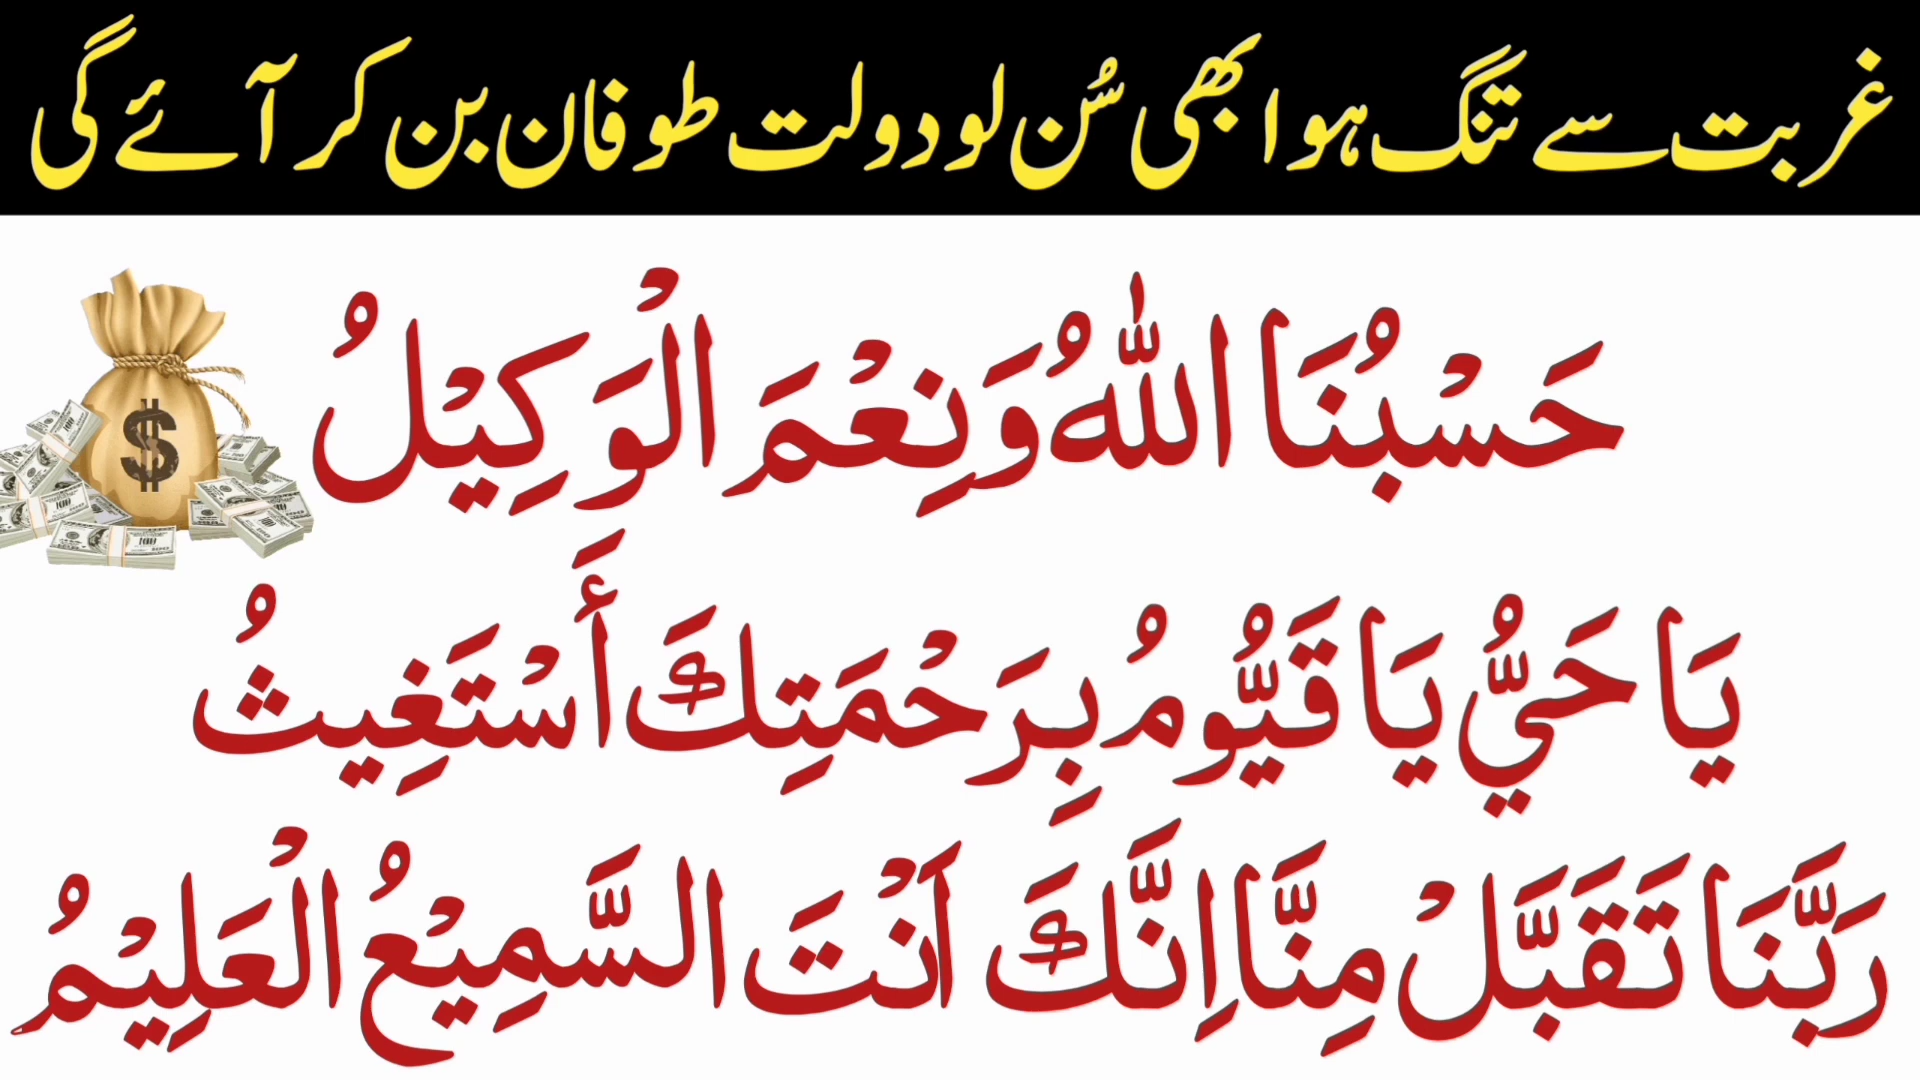 غربت سے تنگ ہو ابھی سُن لو دولت طوفان بن کر آئے گی
حَسْبُنَا اللّٰهُ وَنِعْمَ الْوَكِيْلُ
يَا حَيُّ يَا قَيُّومُ بِرَحْمَتِكَ أَسْتَغِيثُ
رَبَّنَا تَقَبَّلْ مِنَّا اِنَّكَ اَنْتَ السَّمِيْعُ الْعَلِيْمُ